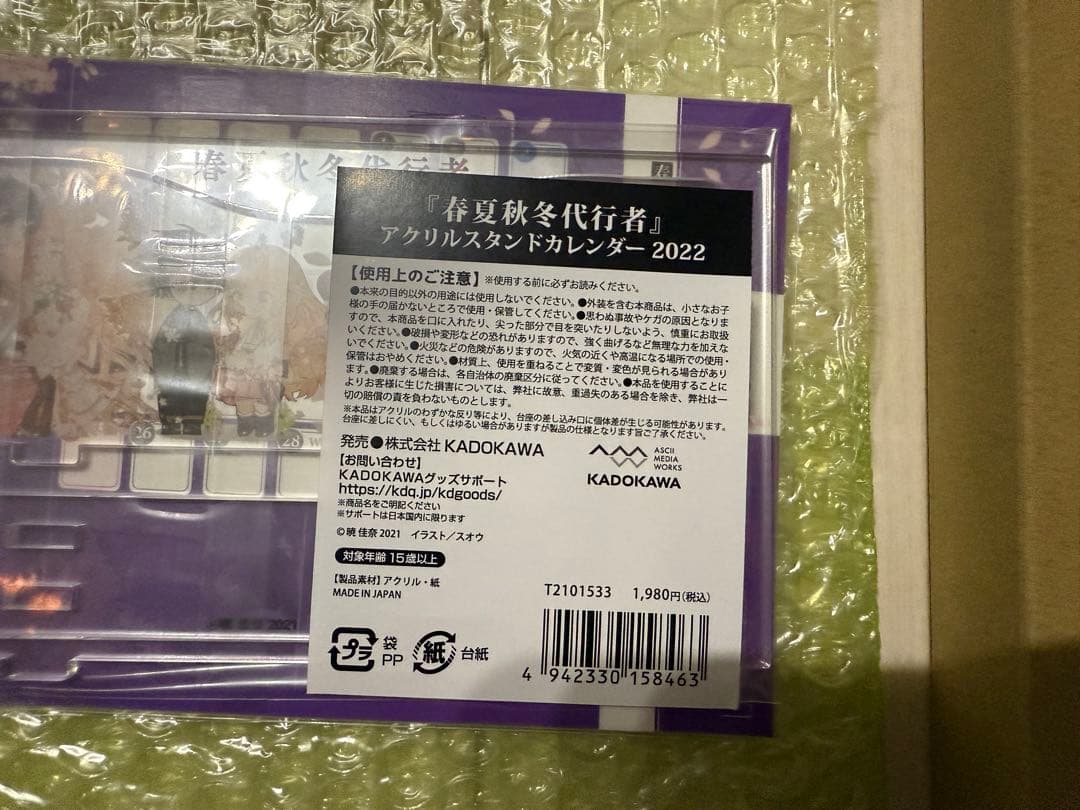 春夏秋冬代行者
春
『春夏秋冬代行者』
アクリルスタンドカレンダー 2022
【使用上のご注意】※使用する前に必ずお読みください。
●本来の目的以外の用途には使用しないでください。●外装を含む本商品は、小さなお子
様の手の届かないところで使用・保管してください。●思わぬ事故やケガの原因となりま
すので、本商品を口に入れたり、尖った部分で目を突いたりしないよう、慎重にお取扱
いください。●破損や変形などの恐れがありますので、強く曲げるなど無理な力を加えな
いでください。●火災などの危険がありますので、火気の近くや高温になる場所での使用・
保管はおやめください。●材質上、使用を重ねることで変質・変色が見られる場合があり
ます。●廃棄する場合は、各自治体の廃棄区分に従ってください。●本品を使用することに
よりお客様に生じた損害については、弊社に故意、重過失のある場合を除き、弊社は一
切の賠償の責を負わないものとします。
※本品はアクリルのわずかな反り等により、台座の差し込み口に個体差が生じる可能性があります。
台座に差しにくい、もしくはゆるい場合がありますが製品の仕様となります旨ご了承ください。
発売●株式会社 KADOKAWA
【お問い合わせ】
KADOKAWAグッズサポート
https://kdq.jp/kdgoods/
※商品名をご明記ください
※サポートは日本国内に限ります
ASCII
MEDIA
WORKS
KADOKAWA
©暁 佳奈 2021 イラスト／スオウ
対象年齢 15歳以上
【製品素材】アクリル・紙
MADE IN JAPAN
T2101533 1,980円(税込)
プラ 袋 PP 紙 台紙
4 942330 158463
26
28
2021